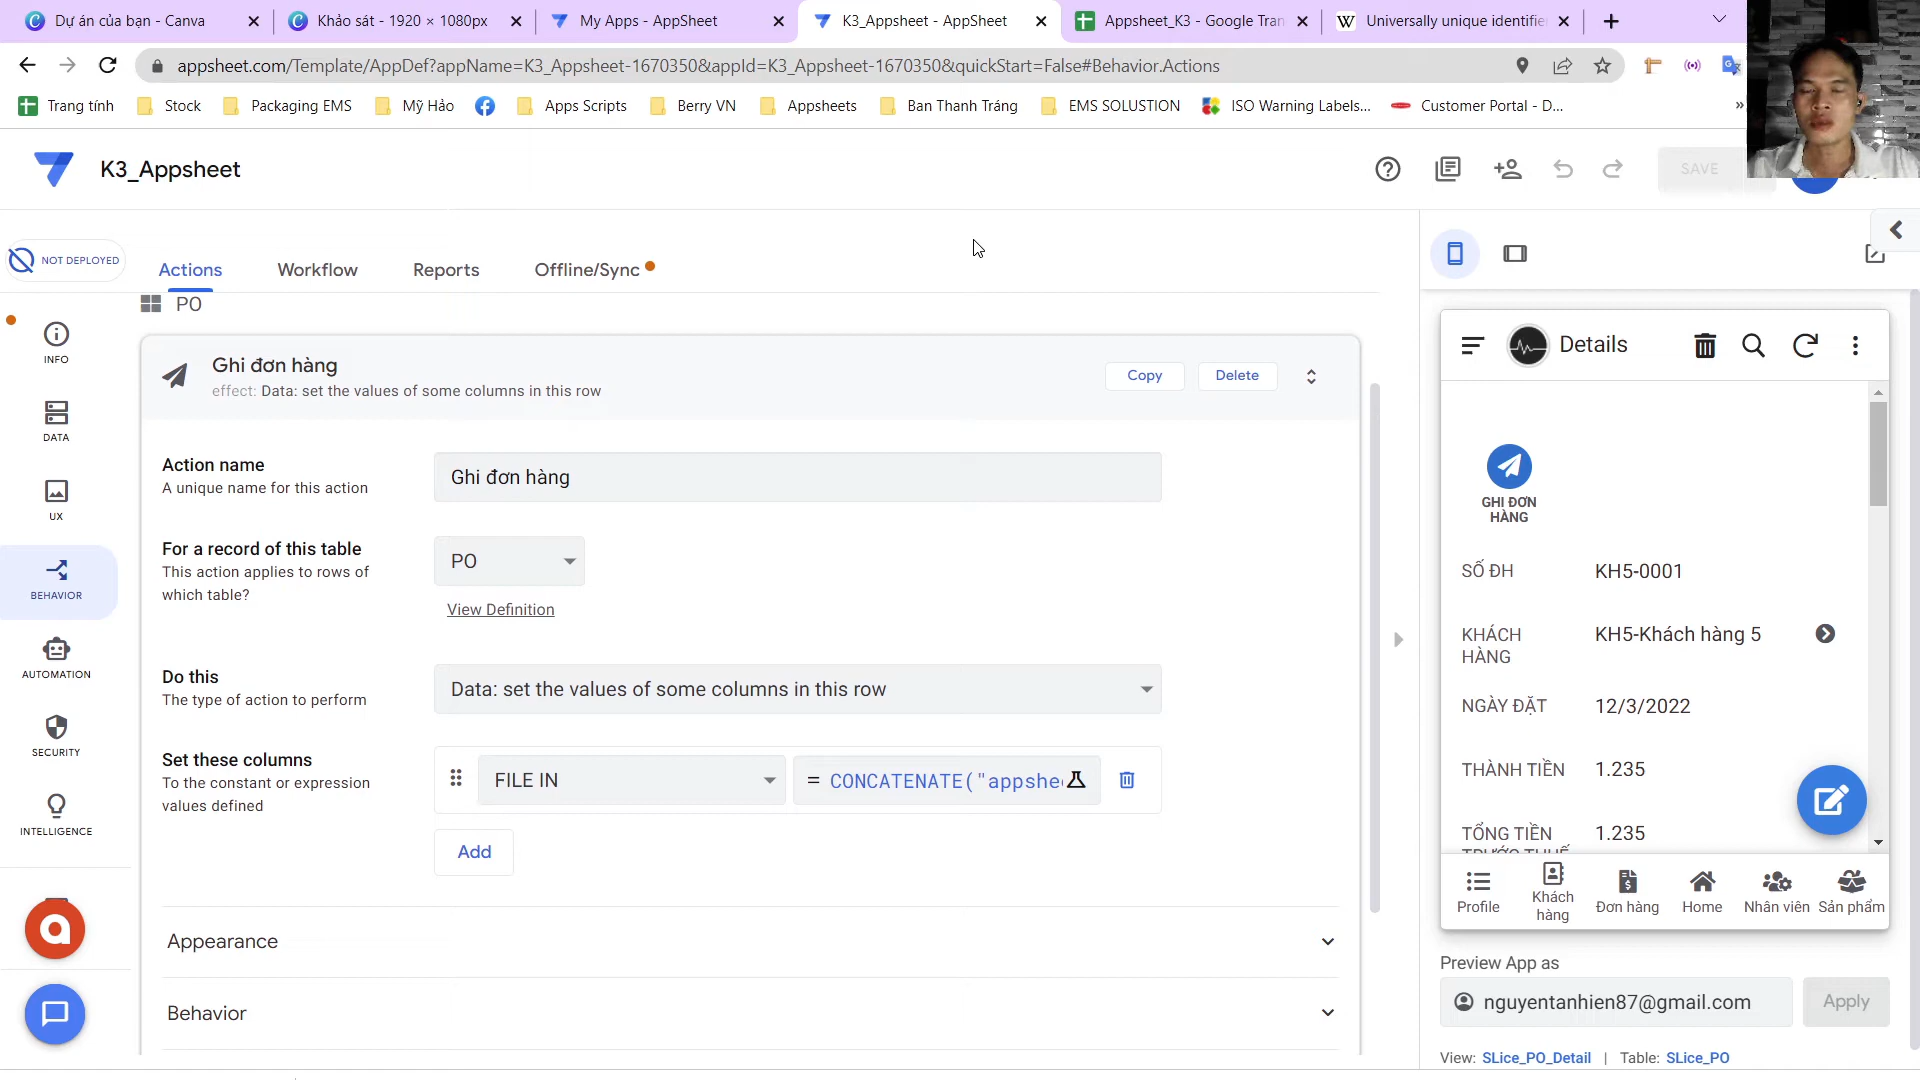 Dự án của bạn - Canva
Khảo sát - 1920 × 1080px
My Apps - AppSheet
K3_Appsheet - AppSheet
Appsheet_K3 - Google Tran
Universally unique identifie
appsheet.com/Template/AppDef?appName=K3_Appsheet-1670350&appId=K3_Appsheet-1670350&quickStart=False#Behavior.Actions
Trang tính
Stock
Packaging EMS
Mỹ Hảo
Apps Scripts
Berry VN
Appsheets
Ban Thanh Tráng
EMS SOLUSTION
ISO Warning Labels...
Customer Portal - D...
»
K3_Appsheet
SAVE
NOT DEPLOYED
Actions
Workflow
Reports
Offline/Sync
INFO
DATA
UX
BEHAVIOR
AUTOMATION
SECURITY
INTELLIGENCE
PO
Ghi đơn hàng
effect: Data: set the values of some columns in this row
Copy
Delete
Action name
A unique name for this action
Ghi đơn hàng
For a record of this table
This action applies to rows of
which table?
PO
View Definition
Do this
The type of action to perform
Data: set the values of some columns in this row
Set these columns
To the constant or expression
values defined
FILE IN
= CONCATENATE("appshe
Add
Appearance
Behavior
Details
GHI ĐƠN
HÀNG
SỐ ĐH
KH5-0001
KHÁCH
HÀNG
KH5-Khách hàng 5
NGÀY ĐẶT
12/3/2022
THÀNH TIỀN
1.235
TỔNG TIỀN
TRƯỚC THUẾ
1.235
Profile
Khách
hàng
Đơn hàng
Home
Nhân viên
Sản phẩm
Preview App as
nguyentanhien87@gmail.com
Apply
View: SLice_PO_Detail | Table: SLice_PO